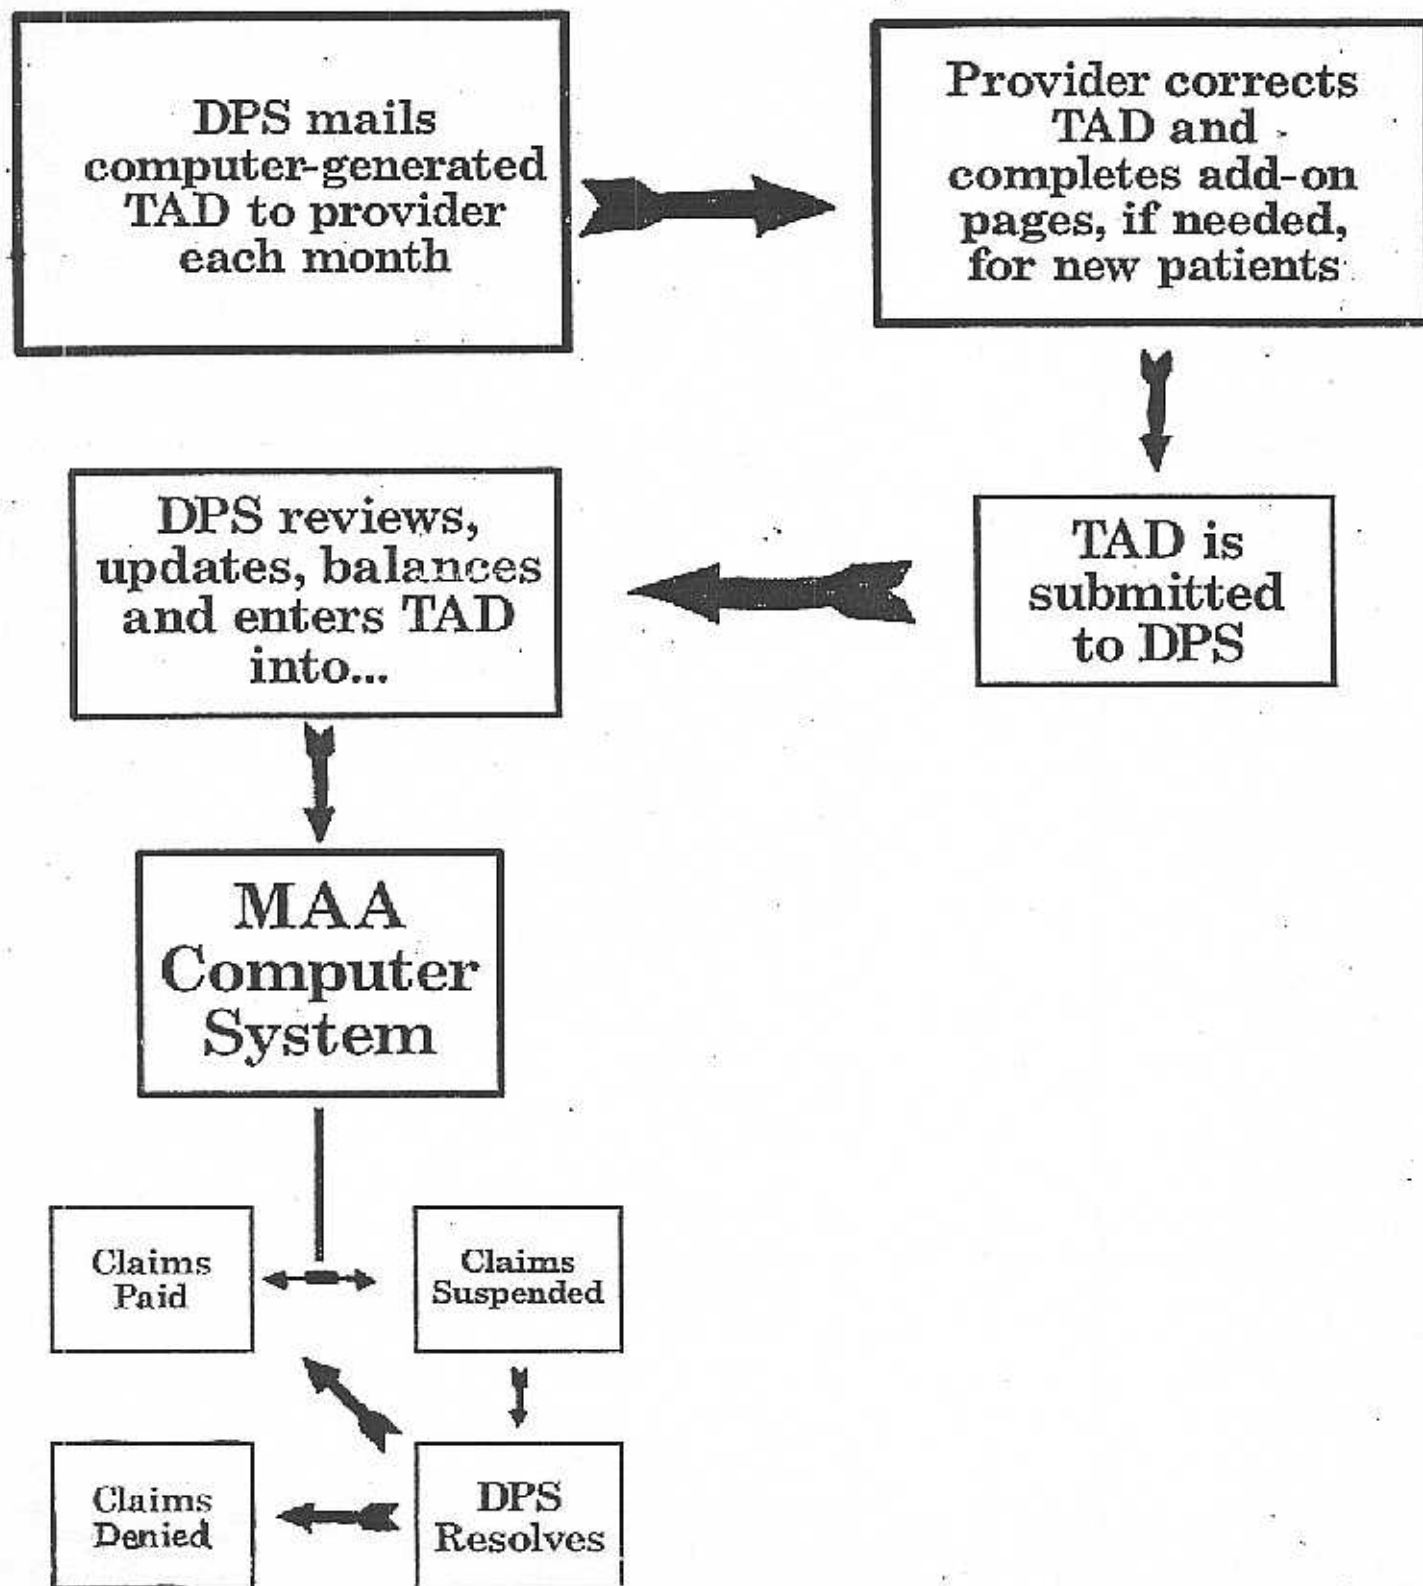 DPS mails
computer-generated
TAD to provider
each month
Provider corrects
TAD and
completes add-on
pages, if needed,
for new patients
TAD is
submitted
to DPS
DPS reviews,
updates, balances
and enters TAD
into...
MAA
Computer
System
Claims
Paid
Claims
Suspended
DPS
Resolves
Claims
Denied